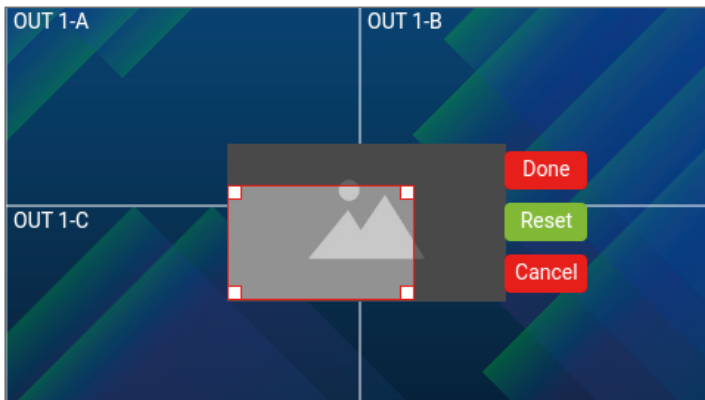 OUT 1-A
OUT 1-B
Done
OUT 1-C
Reset
Cancel